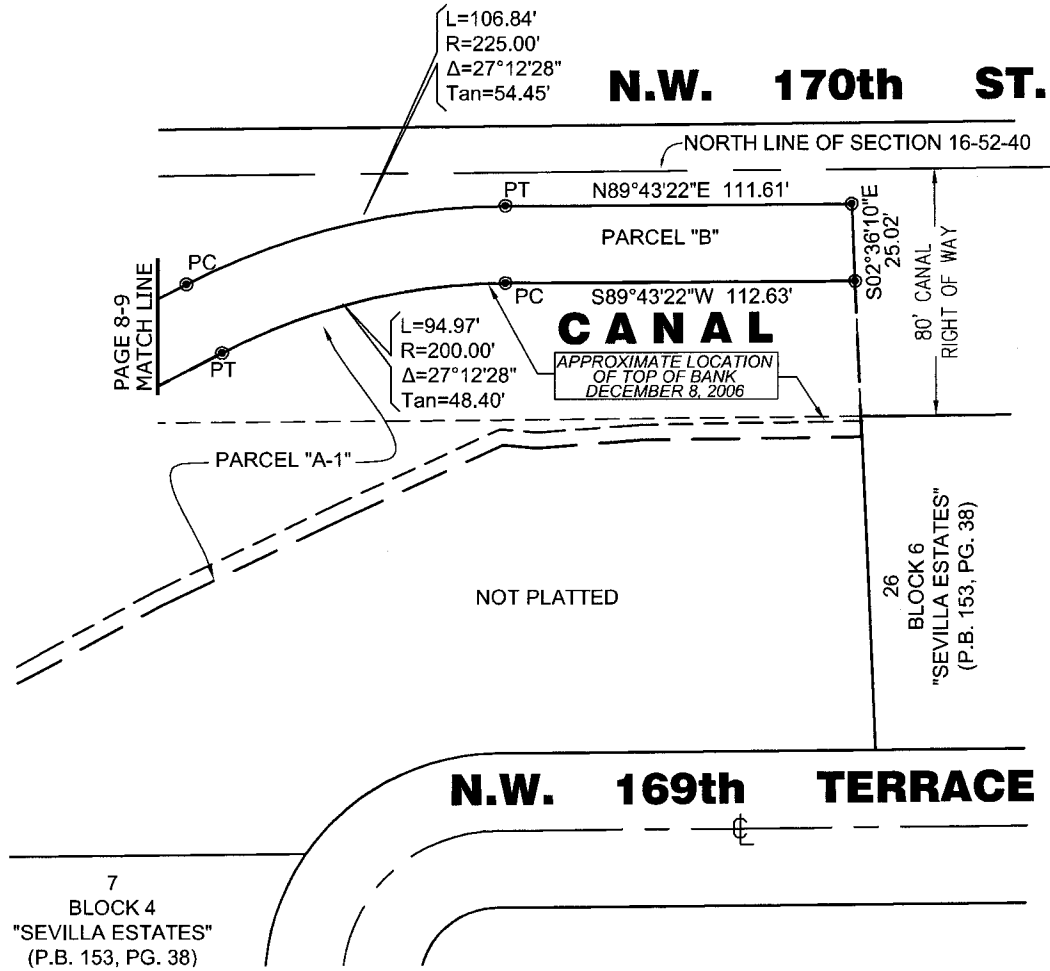 L=106.84'
R=225.00'
Δ=27°12'28"
Tan=54.45'
N.W. 170th ST.
NORTH LINE OF SECTION 16-52-40
PT
N89°43'22"E 111.61'
PARCEL "B"
S02°36'10"E
25.02'
80' CANAL
RIGHT OF WAY
PC
PAGE 8-9
MATCH LINE
PC
S89°43'22"W 112.63'
PT
L=94.97'
R=200.00'
Δ=27°12'28"
Tan=48.40'
CANAL
APPROXIMATE LOCATION
OF TOP OF BANK
DECEMBER 8, 2006
PARCEL "A-1"
NOT PLATTED
26
BLOCK 6
"SEVILLA ESTATES"
(P.B. 153, PG. 38)
N.W. 169th TERRACE
℄
7
BLOCK 4
"SEVILLA ESTATES"
(P.B. 153, PG. 38)